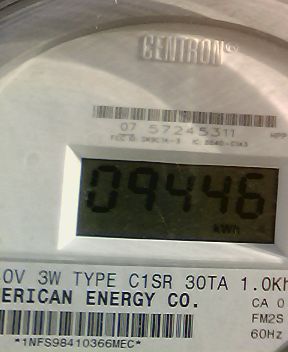 CENTRON®
07 57245311
09446
kWh
0V 3W TYPE C1SR 30TA 1.0Kh
ERICAN ENERGY CO.
CA 0
FM2S
60Hz
*1NFS98410366MEC*